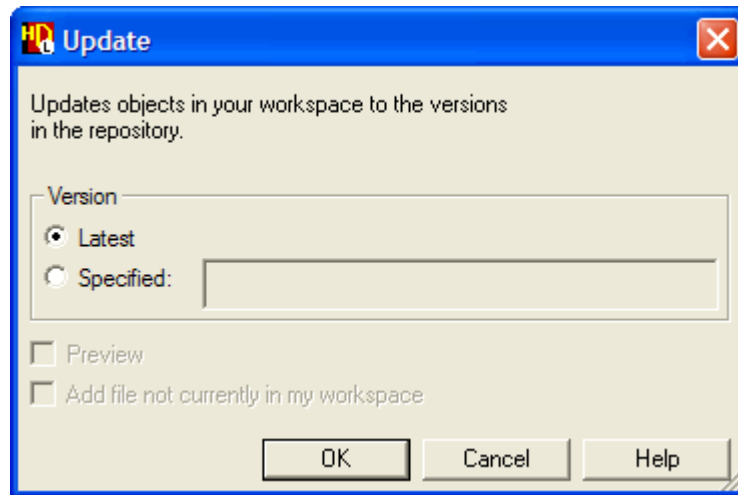 HDL Update
Updates objects in your workspace to the versions
in the repository.
Version
Latest
Specified:
Preview
Add file not currently in my workspace
OK Cancel Help